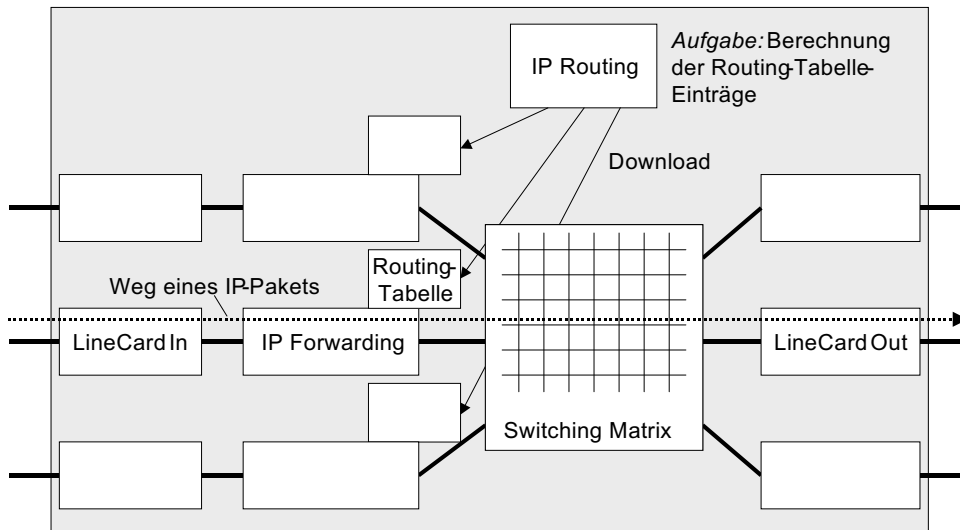 IP Routing
Aufgabe: Berechnung
der Routing-Tabelle-
Einträge
Download
Routing-
Tabelle
Weg eines IP-Pakets
LineCard In
IP Forwarding
LineCard Out
Switching Matrix